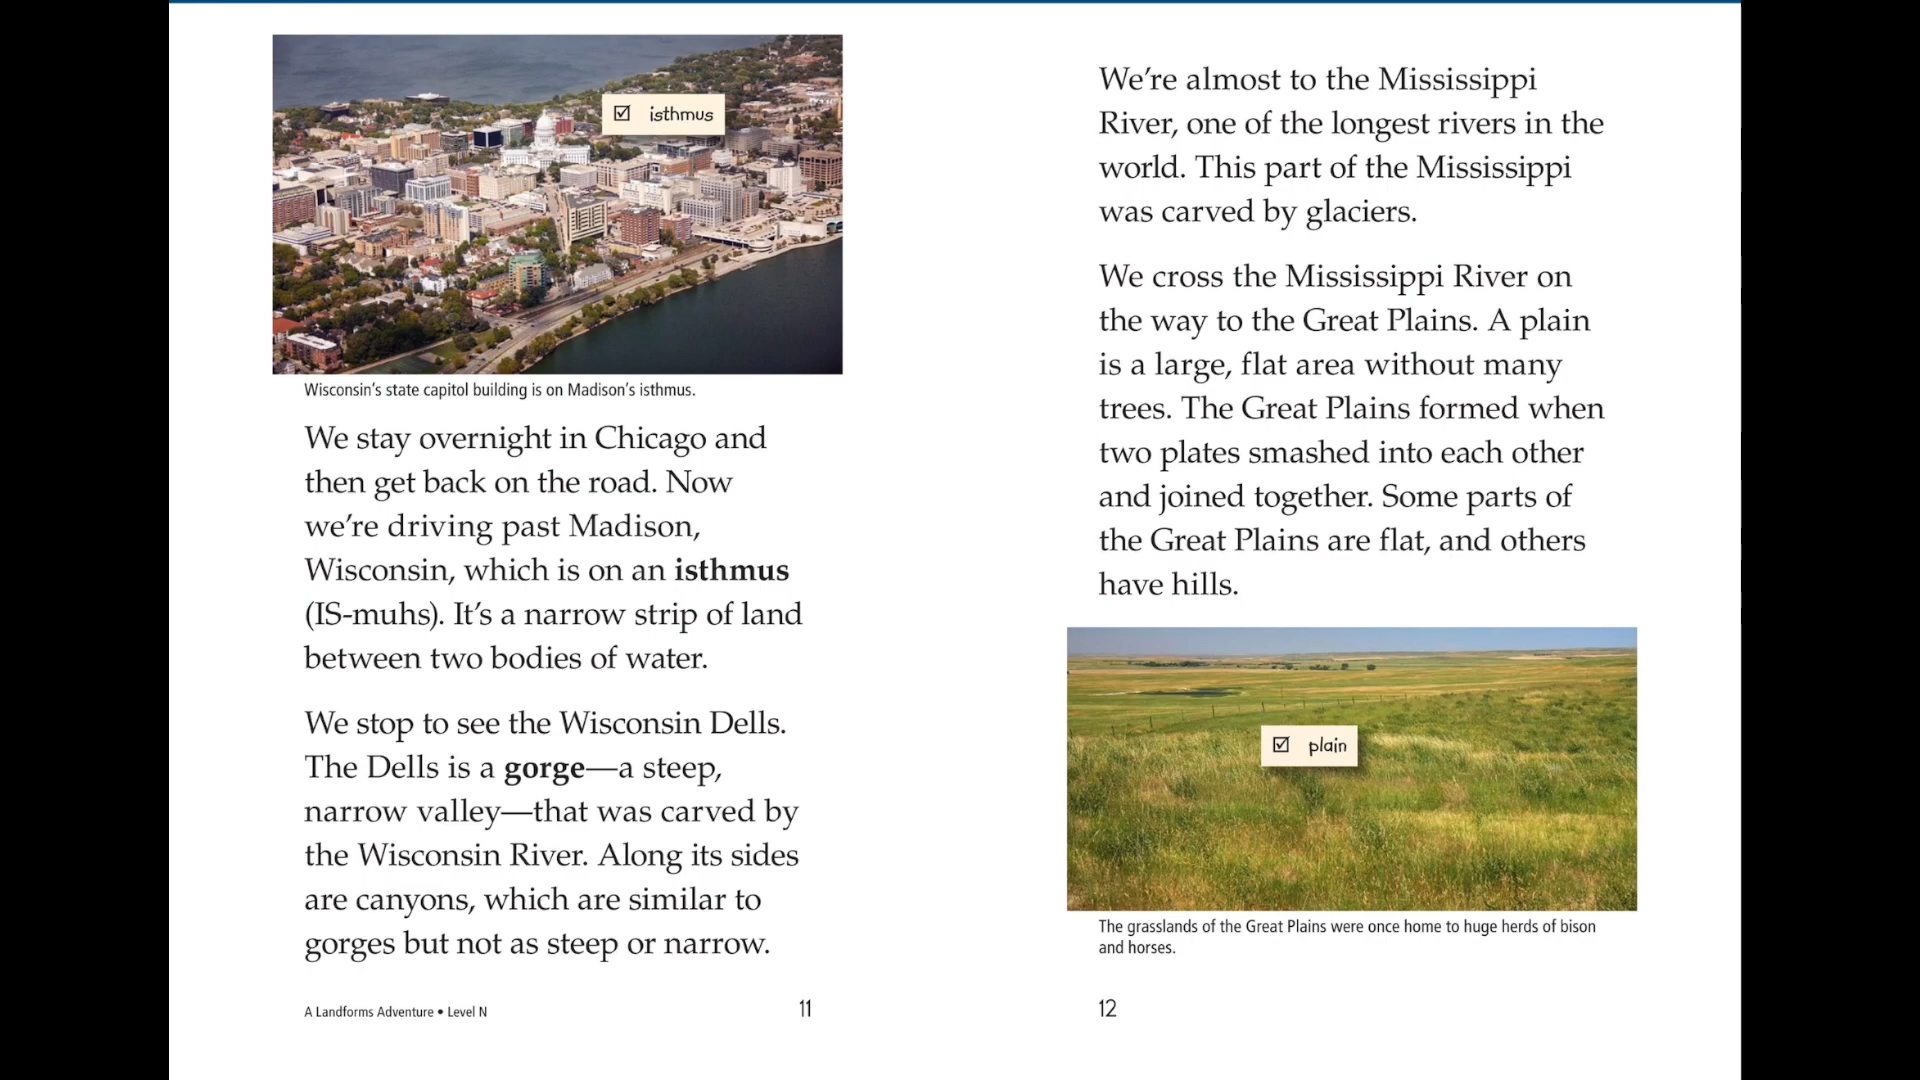 isthmus
Wisconsin's state capitol building is on Madison's isthmus.
We stay overnight in Chicago and
then get back on the road. Now
we're driving past Madison,
Wisconsin, which is on an isthmus
(IS-muhs). It's a narrow strip of land
between two bodies of water.
We stop to see the Wisconsin Dells.
The Dells is a gorge—a steep,
narrow valley—that was carved by
the Wisconsin River. Along its sides
are canyons, which are similar to
gorges but not as steep or narrow.
A Landforms Adventure • Level N
11
We're almost to the Mississippi
River, one of the longest rivers in the
world. This part of the Mississippi
was carved by glaciers.
We cross the Mississippi River on
the way to the Great Plains. A plain
is a large, flat area without many
trees. The Great Plains formed when
two plates smashed into each other
and joined together. Some parts of
the Great Plains are flat, and others
have hills.
plain
The grasslands of the Great Plains were once home to huge herds of bison
and horses.
12